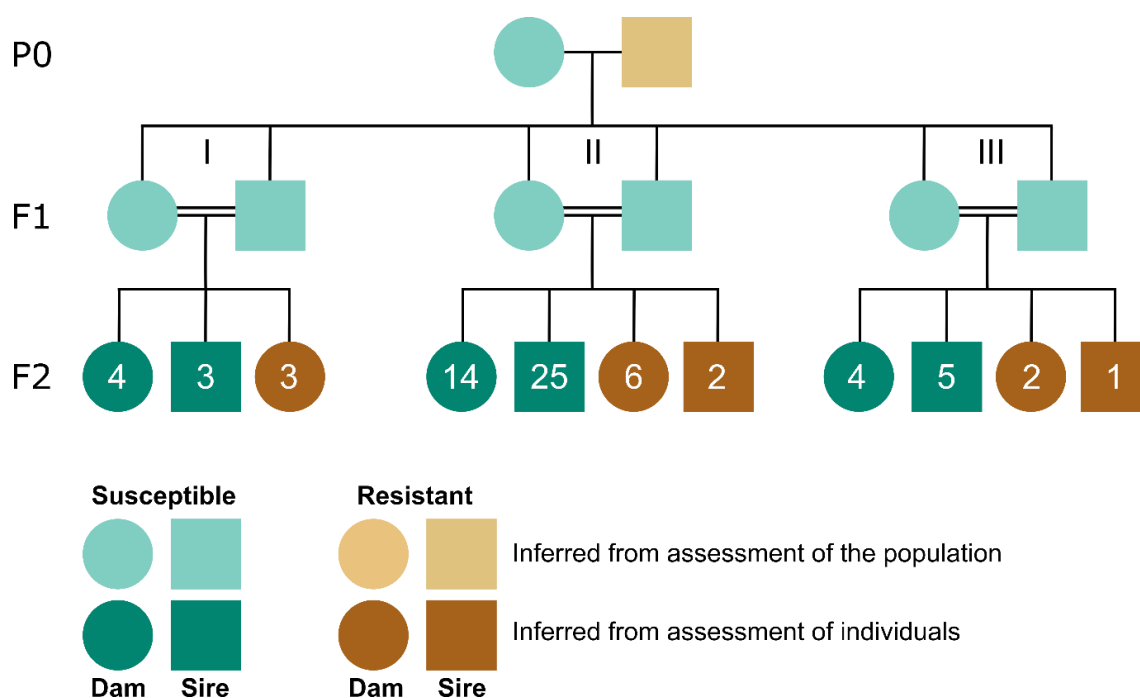 P0
I II III
F1
F2 4 3 3 14 25 6 2 4 5 2 1
Susceptible Resistant
Inferred from assessment of the population
Inferred from assessment of individuals
Dam Sire Dam Sire